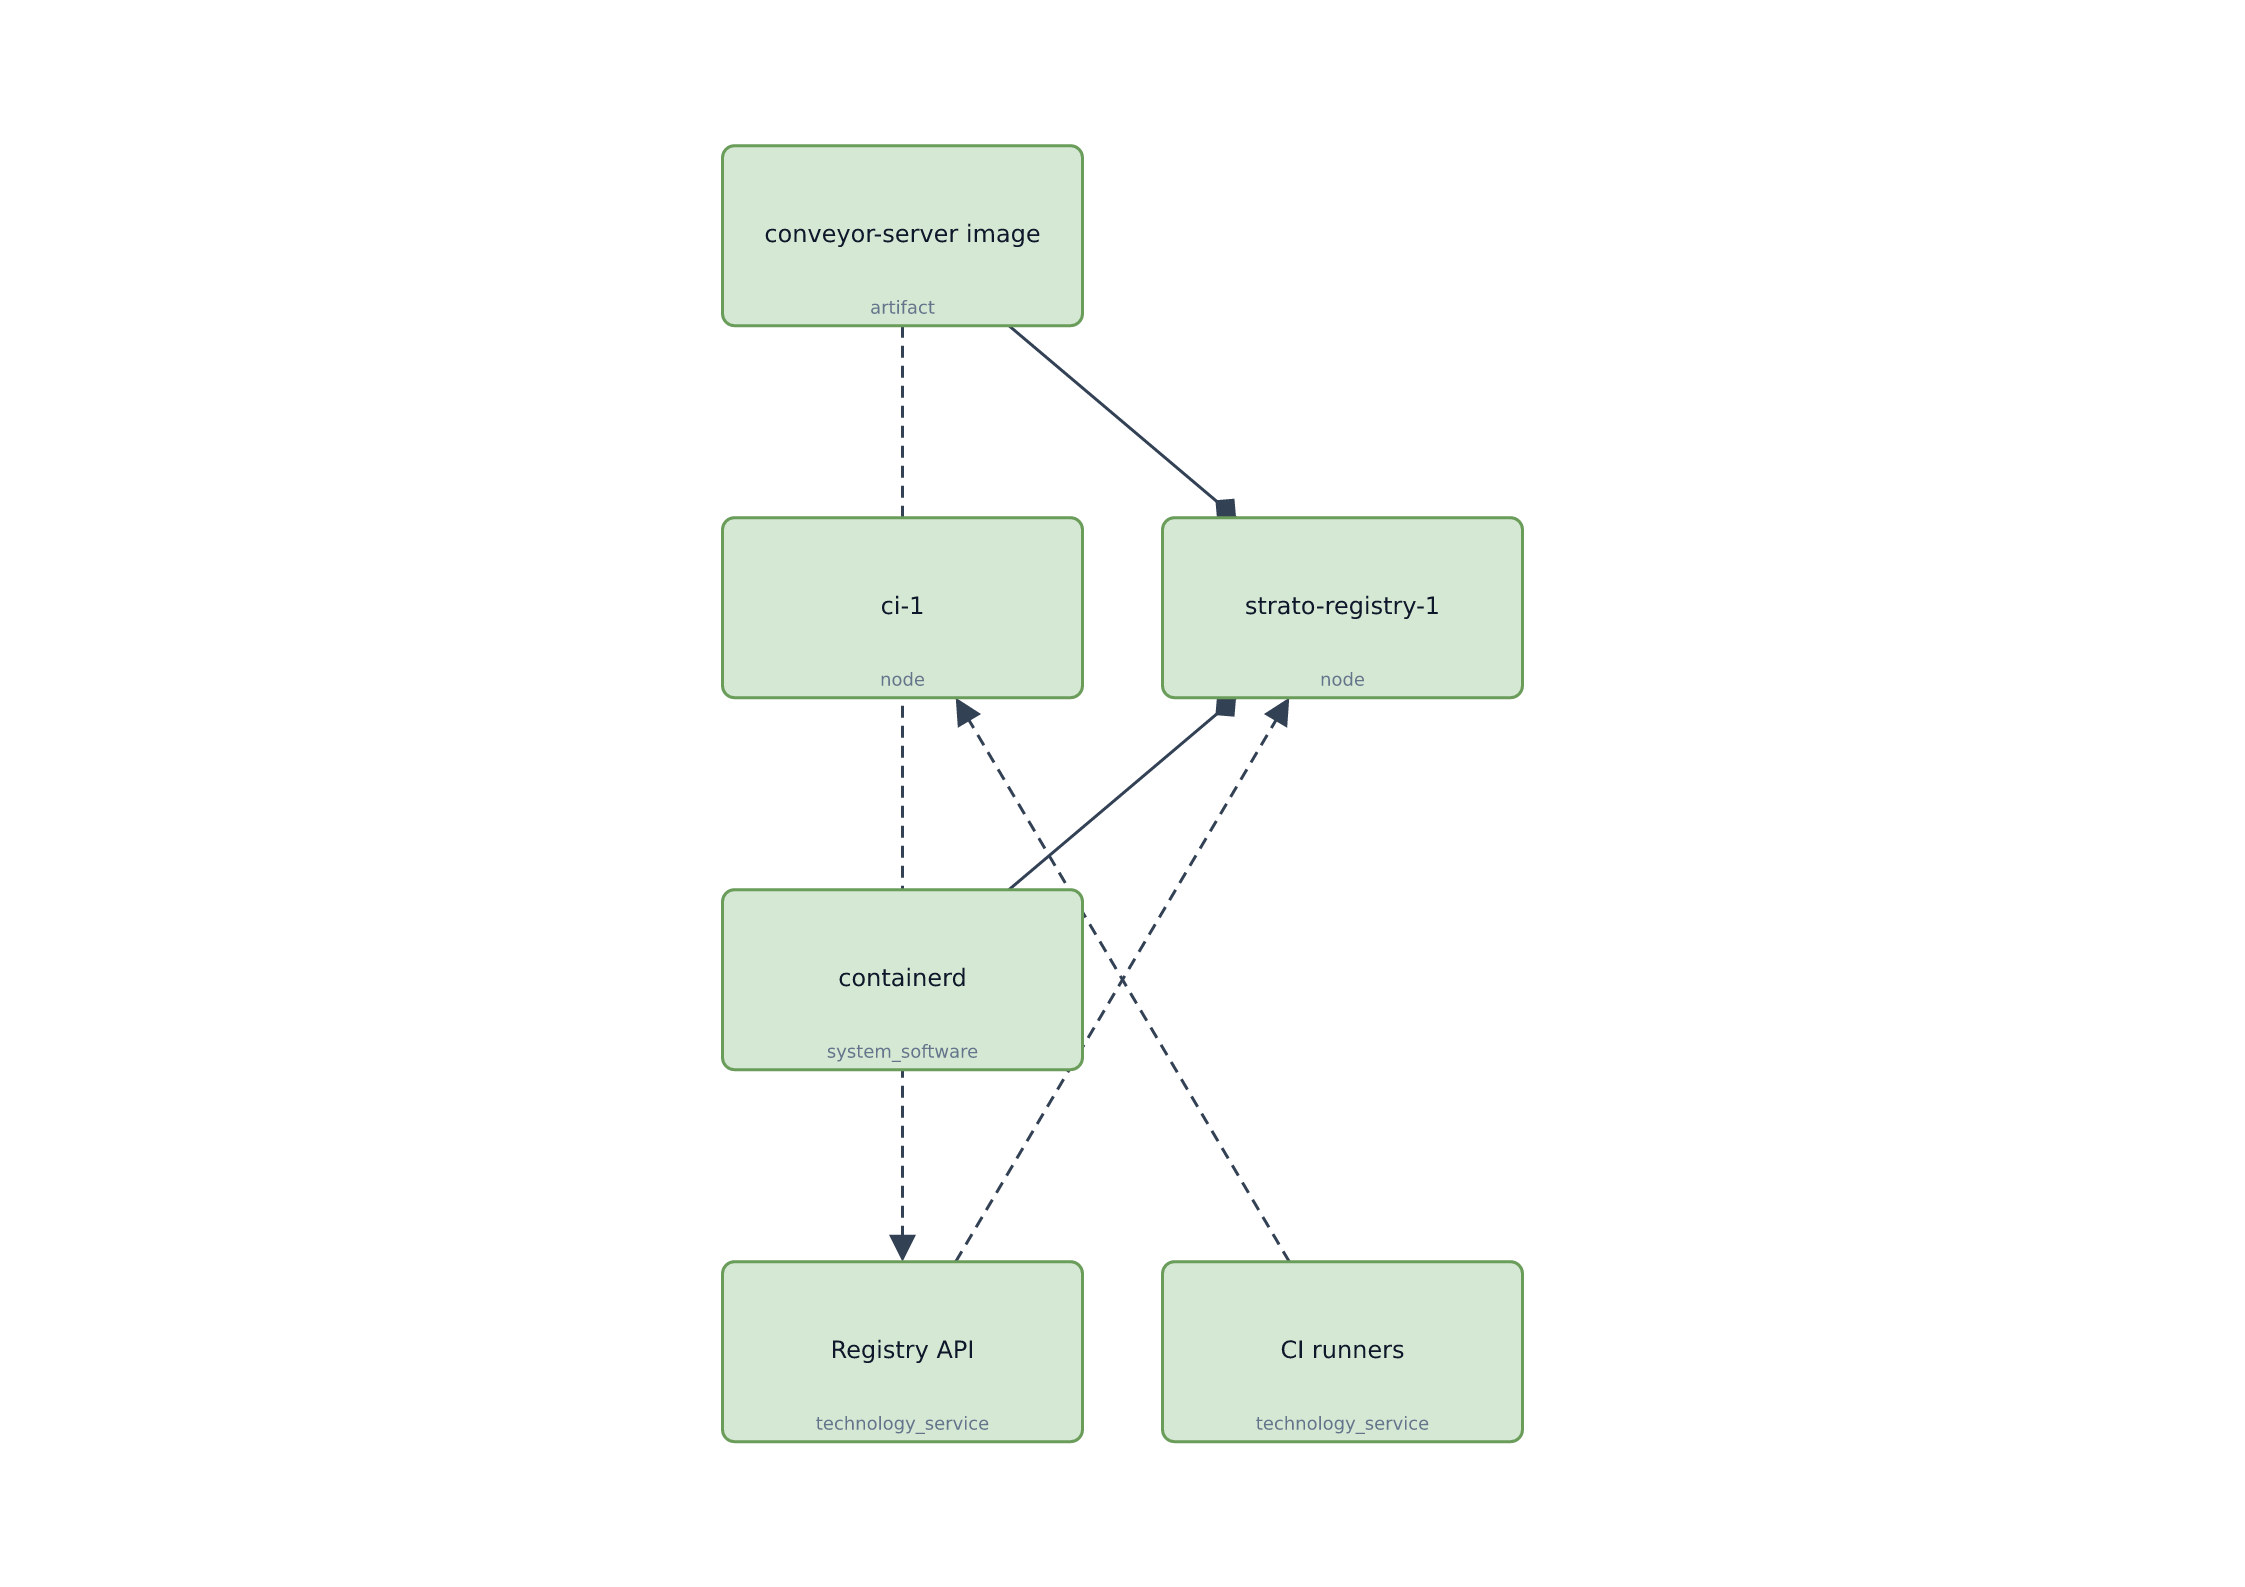 conveyor-server image
artifact
ci-1
node
strato-registry-1
node
containerd
system_software
Registry API
technology_service
CI runners
technology_service